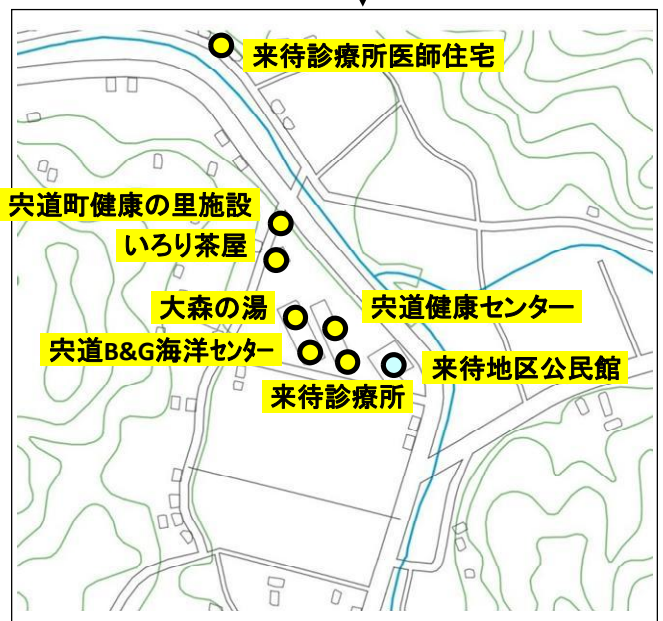 来待診療所医師住宅
宍道町健康の里施設
いろり茶屋
大森の湯
宍道健康センター
宍道B&G海洋センター
来待地区公民館
来待診療所